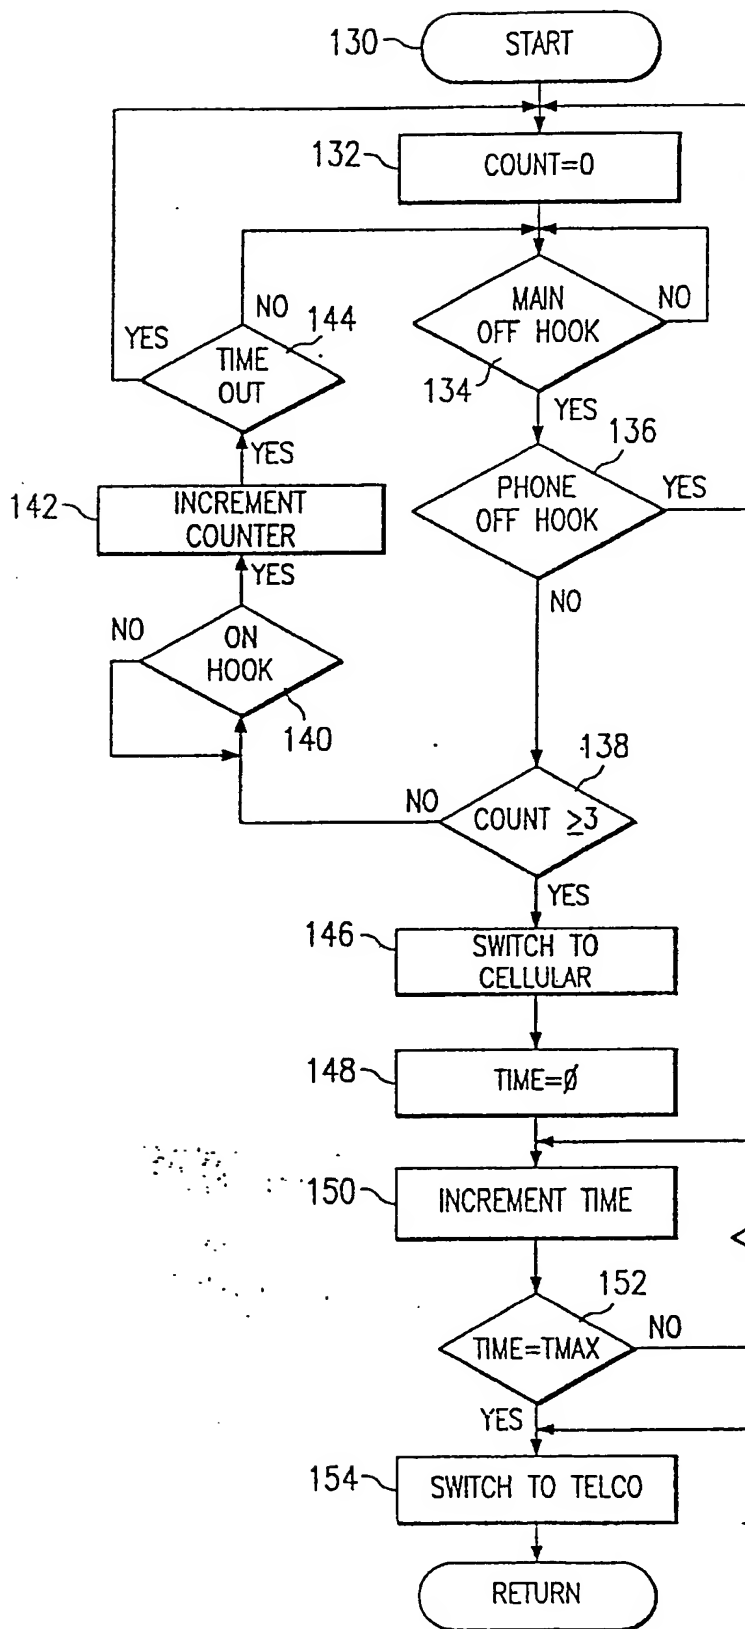 130
START
132
COUNT=0
NO
144
YES
TIME
OUT
MAIN
OFF HOOK
NO
134
YES
YES
136
142
INCREMENT
COUNTER
PHONE
OFF HOOK
YES
YES
NO
NO
ON
HOOK
140
138
NO
COUNT ≥3
YES
146
SWITCH TO
CELLULAR
148
TIME=Ø
150
INCREMENT TIME
152
TIME=TMAX
NO
YES
154
SWITCH TO TELCO
RETURN